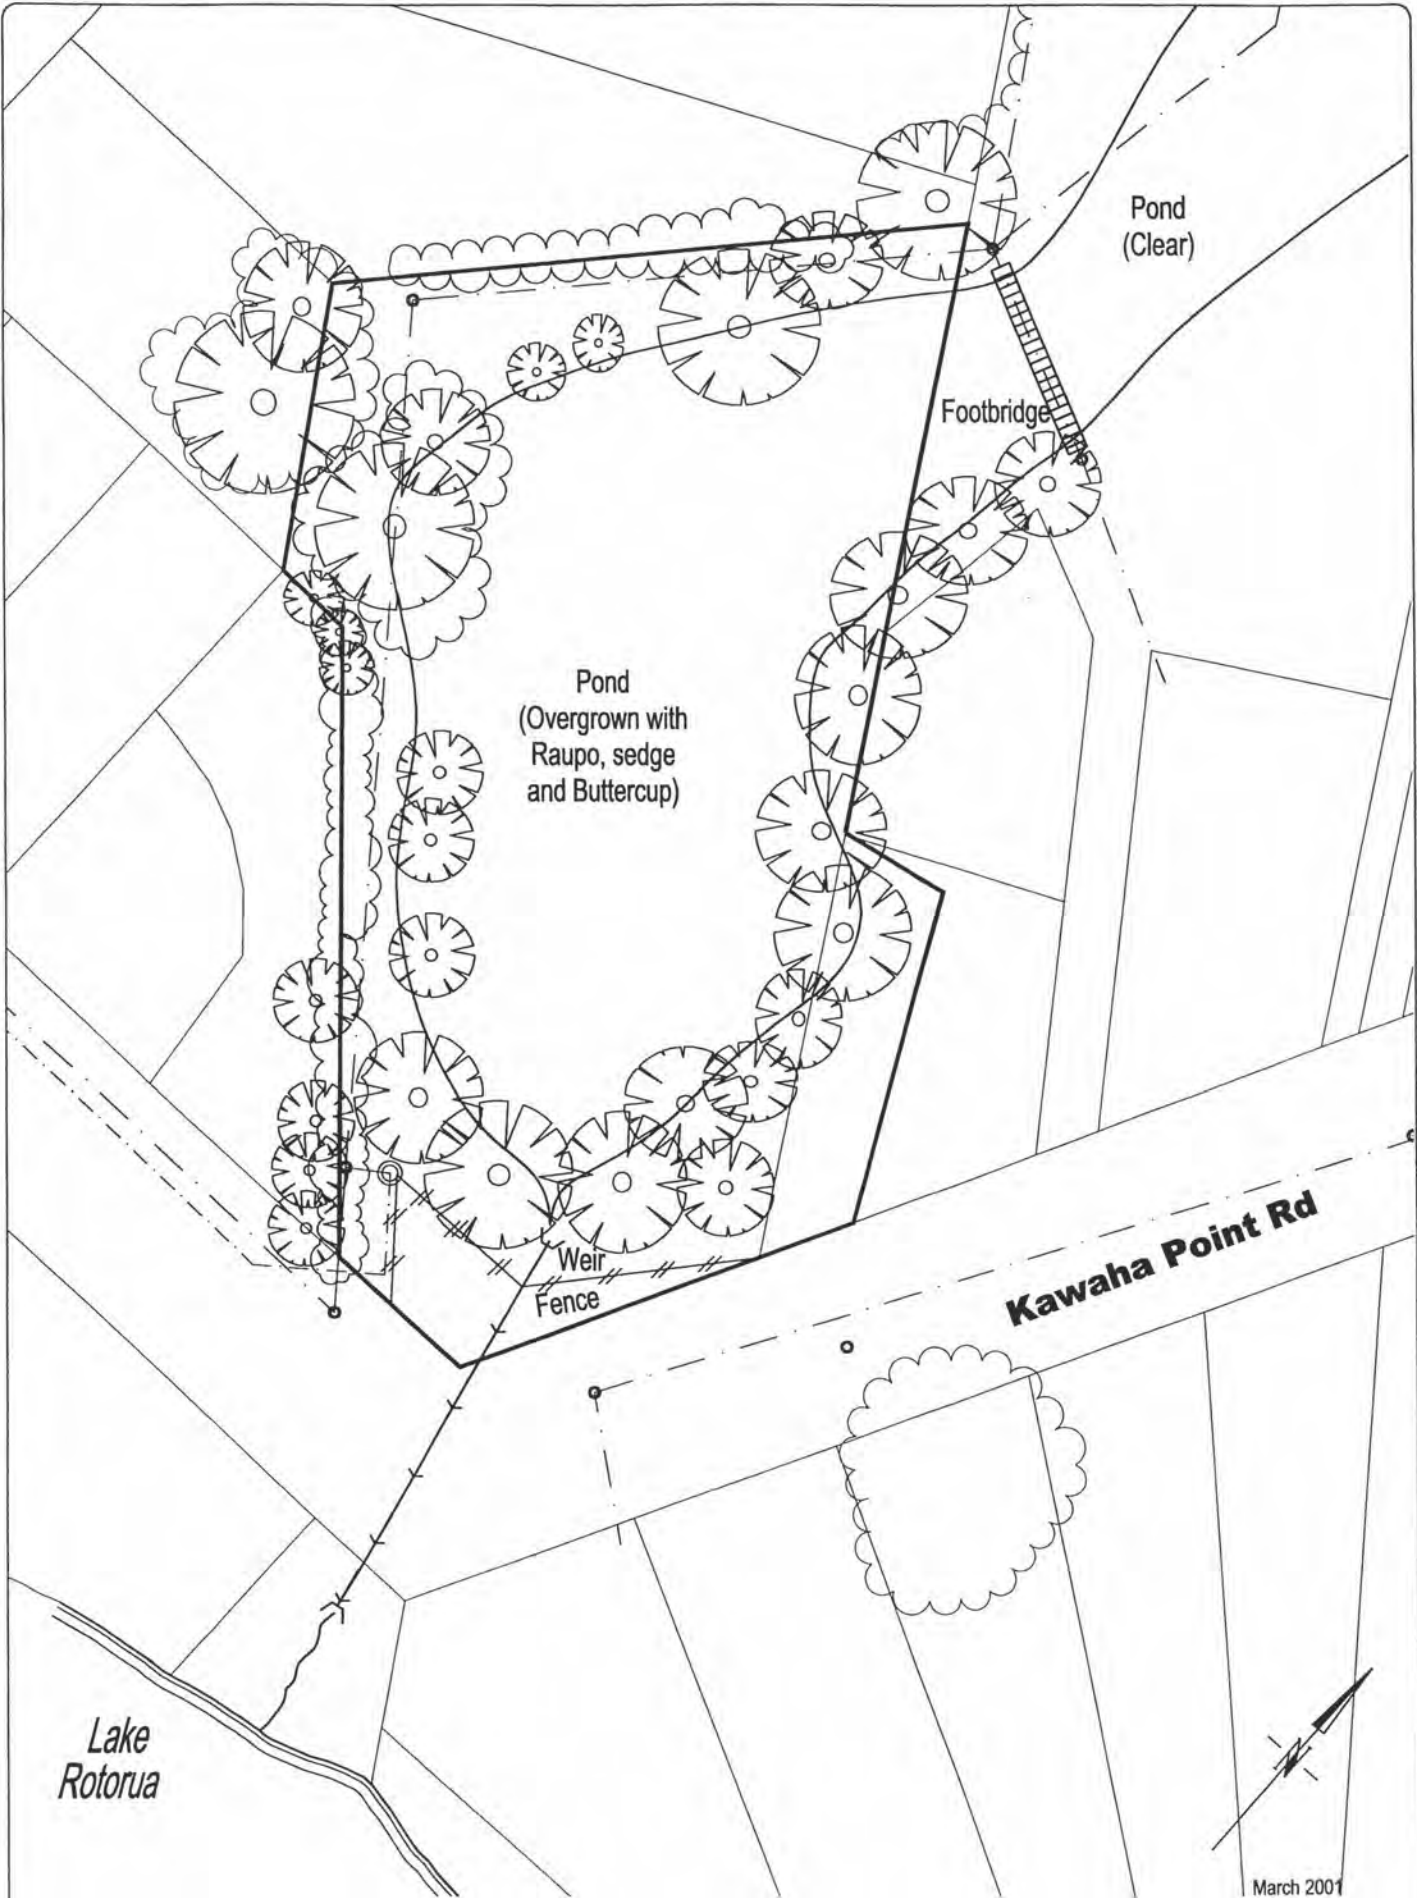 Pond
(Clear)
Footbridge
Pond
(Overgrown with
Raupo, sedge
and Buttercup)
Weir
Fence
Kawaha Point Rd
Lake
Rotorua
N
March 2001